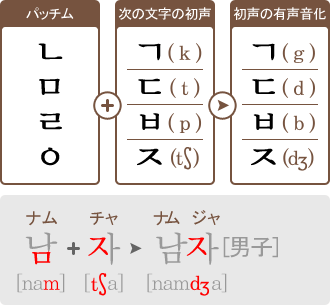 パッチム 次の文字の初声 初声の有声音化
ㄴ ㄱ ( k ) ㄱ ( g )
ㅁ ㄷ ( t ) ㄷ ( d )
ㄹ + ㅂ ( p ) ㅂ ( b )
ㅇ ㅈ (tʃ) ㅈ (dʒ)
ナム チャ ナム ジャ
남 + 자 남자 [男子]
[nam] [tʃa] [namdʒa]